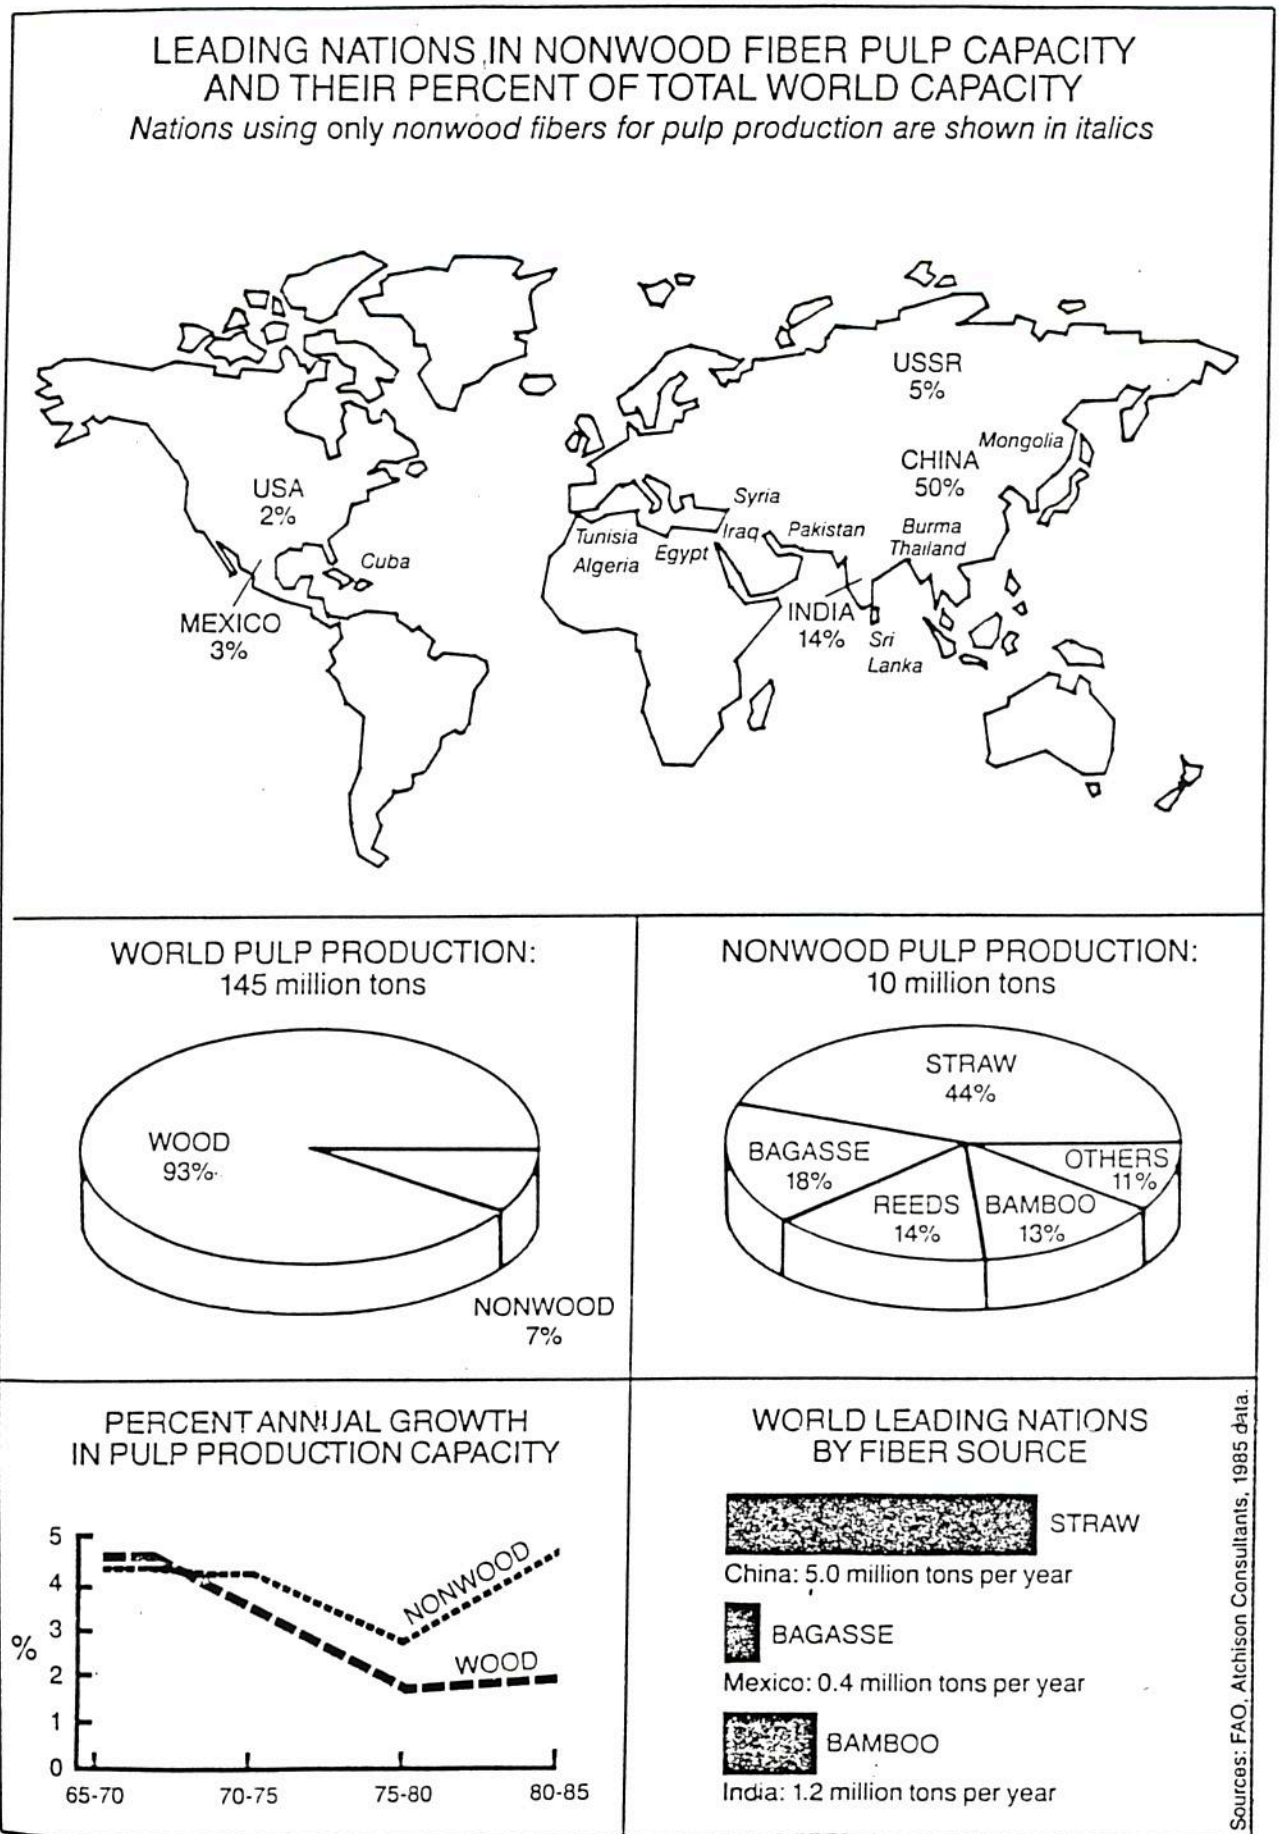 LEADING NATIONS IN NONWOOD FIBER PULP CAPACITY
AND THEIR PERCENT OF TOTAL WORLD CAPACITY
Nations using only nonwood fibers for pulp production are shown in italics
USSR
5%
Mongolia
CHINA
50%
USA
2%
Syria
Tunisia
Iraq
Pakistan
Burma
Thailand
Egypt
Algeria
Cuba
MEXICO
3%
INDIA
14%
Sri
Lanka
WORLD PULP PRODUCTION:
145 million tons
WOOD
93%
NONWOOD
7%
NONWOOD PULP PRODUCTION:
10 million tons
STRAW
44%
BAGASSE
18%
OTHERS
11%
REEDS
14%
BAMBOO
13%
PERCENT ANNUAL GROWTH
IN PULP PRODUCTION CAPACITY
5
4
3
2
1
0
%
NONWOOD
WOOD
65-70
70-75
75-80
80-85
WORLD LEADING NATIONS
BY FIBER SOURCE
STRAW
China: 5.0 million tons per year
BAGASSE
Mexico: 0.4 million tons per year
BAMBOO
India: 1.2 million tons per year
Sources: FAO, Atchison Consultants, 1985 data.